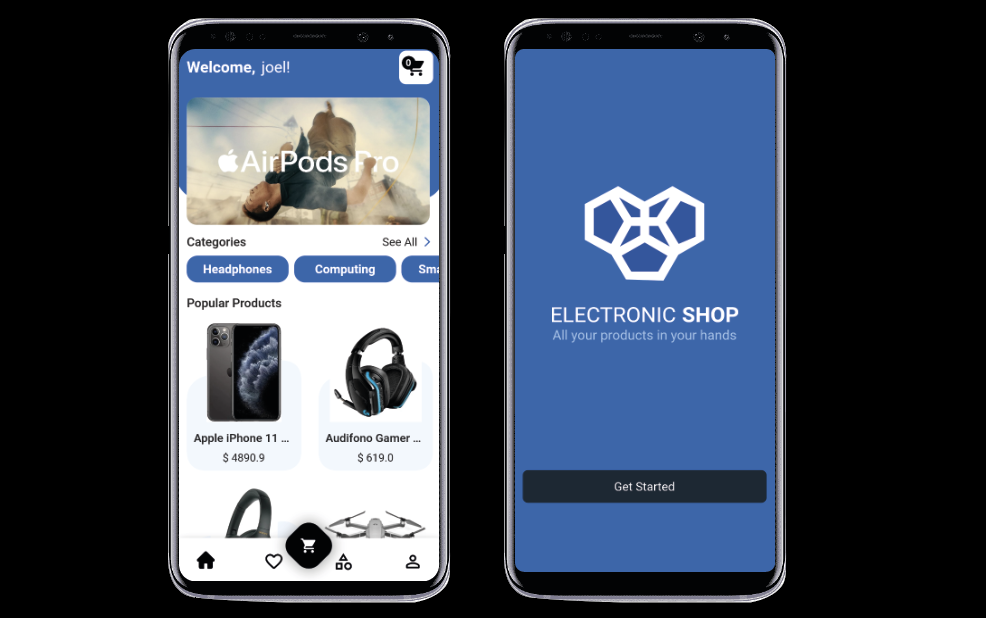 Welcome, joel!
0
AirPods Pro
Categories
See All
Headphones
Computing
Sma
Popular Products
Apple iPhone 11 ...
$ 4890.9
Audifono Gamer ...
$ 619.0
ELECTRONIC SHOP
All your products in your hands
Get Started